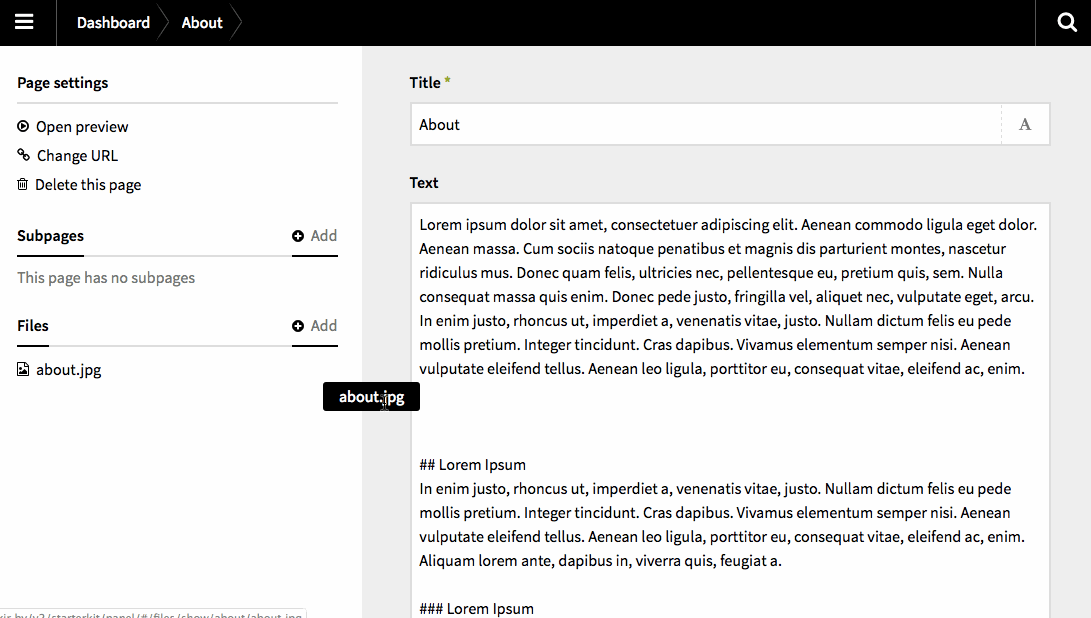 Dashboard
About
Page settings
Open preview
Change URL
Delete this page
Subpages
Add
This page has no subpages
Files
Add
about.jpg
about.jpg
Title *
About
A
Text
Lorem ipsum dolor sit amet, consectetuer adipiscing elit. Aenean commodo ligula eget dolor.
Aenean massa. Cum sociis natoque penatibus et magnis dis parturient montes, nascetur
ridiculus mus. Donec quam felis, ultricies nec, pellentesque eu, pretium quis, sem. Nulla
consequat massa quis enim. Donec pede justo, fringilla vel, aliquet nec, vulputate eget, arcu.
In enim justo, rhoncus ut, imperdiet a, venenatis vitae, justo. Nullam dictum felis eu pede
mollis pretium. Integer tincidunt. Cras dapibus. Vivamus elementum semper nisi. Aenean
vulputate eleifend tellus. Aenean leo ligula, porttitor eu, consequat vitae, eleifend ac, enim.
## Lorem Ipsum
In enim justo, rhoncus ut, imperdiet a, venenatis vitae, justo. Nullam dictum felis eu pede
mollis pretium. Integer tincidunt. Cras dapibus. Vivamus elementum semper nisi. Aenean
vulputate eleifend tellus. Aenean leo ligula, porttitor eu, consequat vitae, eleifend ac, enim.
Aliquam lorem ante, dapibus in, viverra quis, feugiat a.
### Lorem Ipsum